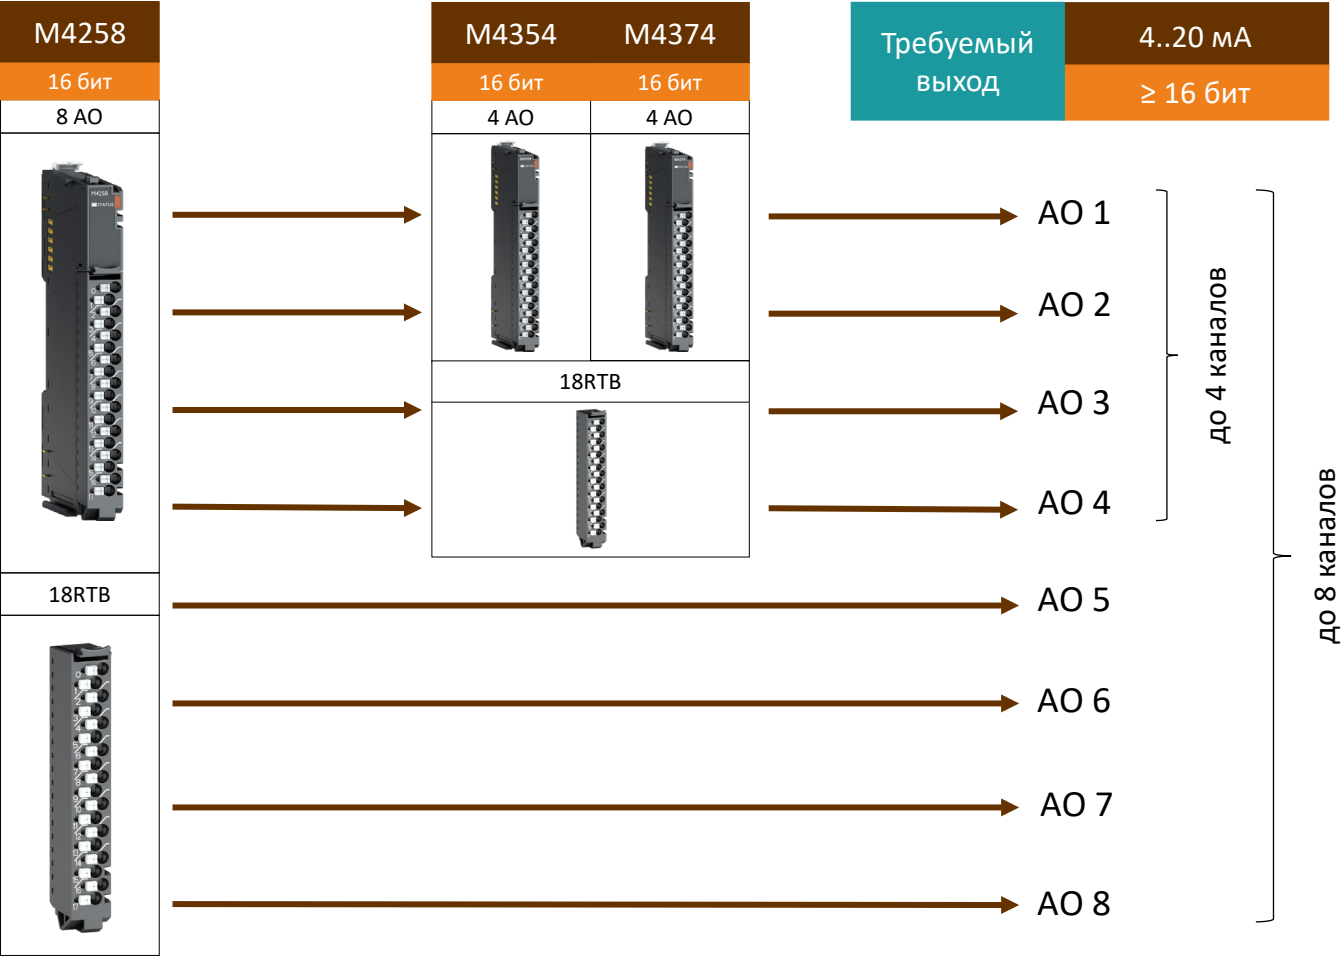 M4258
16 бит
8 AO
M4354
M4374
16 бит
16 бит
4 AO
4 AO
Требуемый
выход
4..20 мА
≥ 16 бит
M4258
STATUS
18RTB
18RTB
AO 1
AO 2
AO 3
AO 4
AO 5
AO 6
AO 7
AO 8
до 4 каналов
до 8 каналов